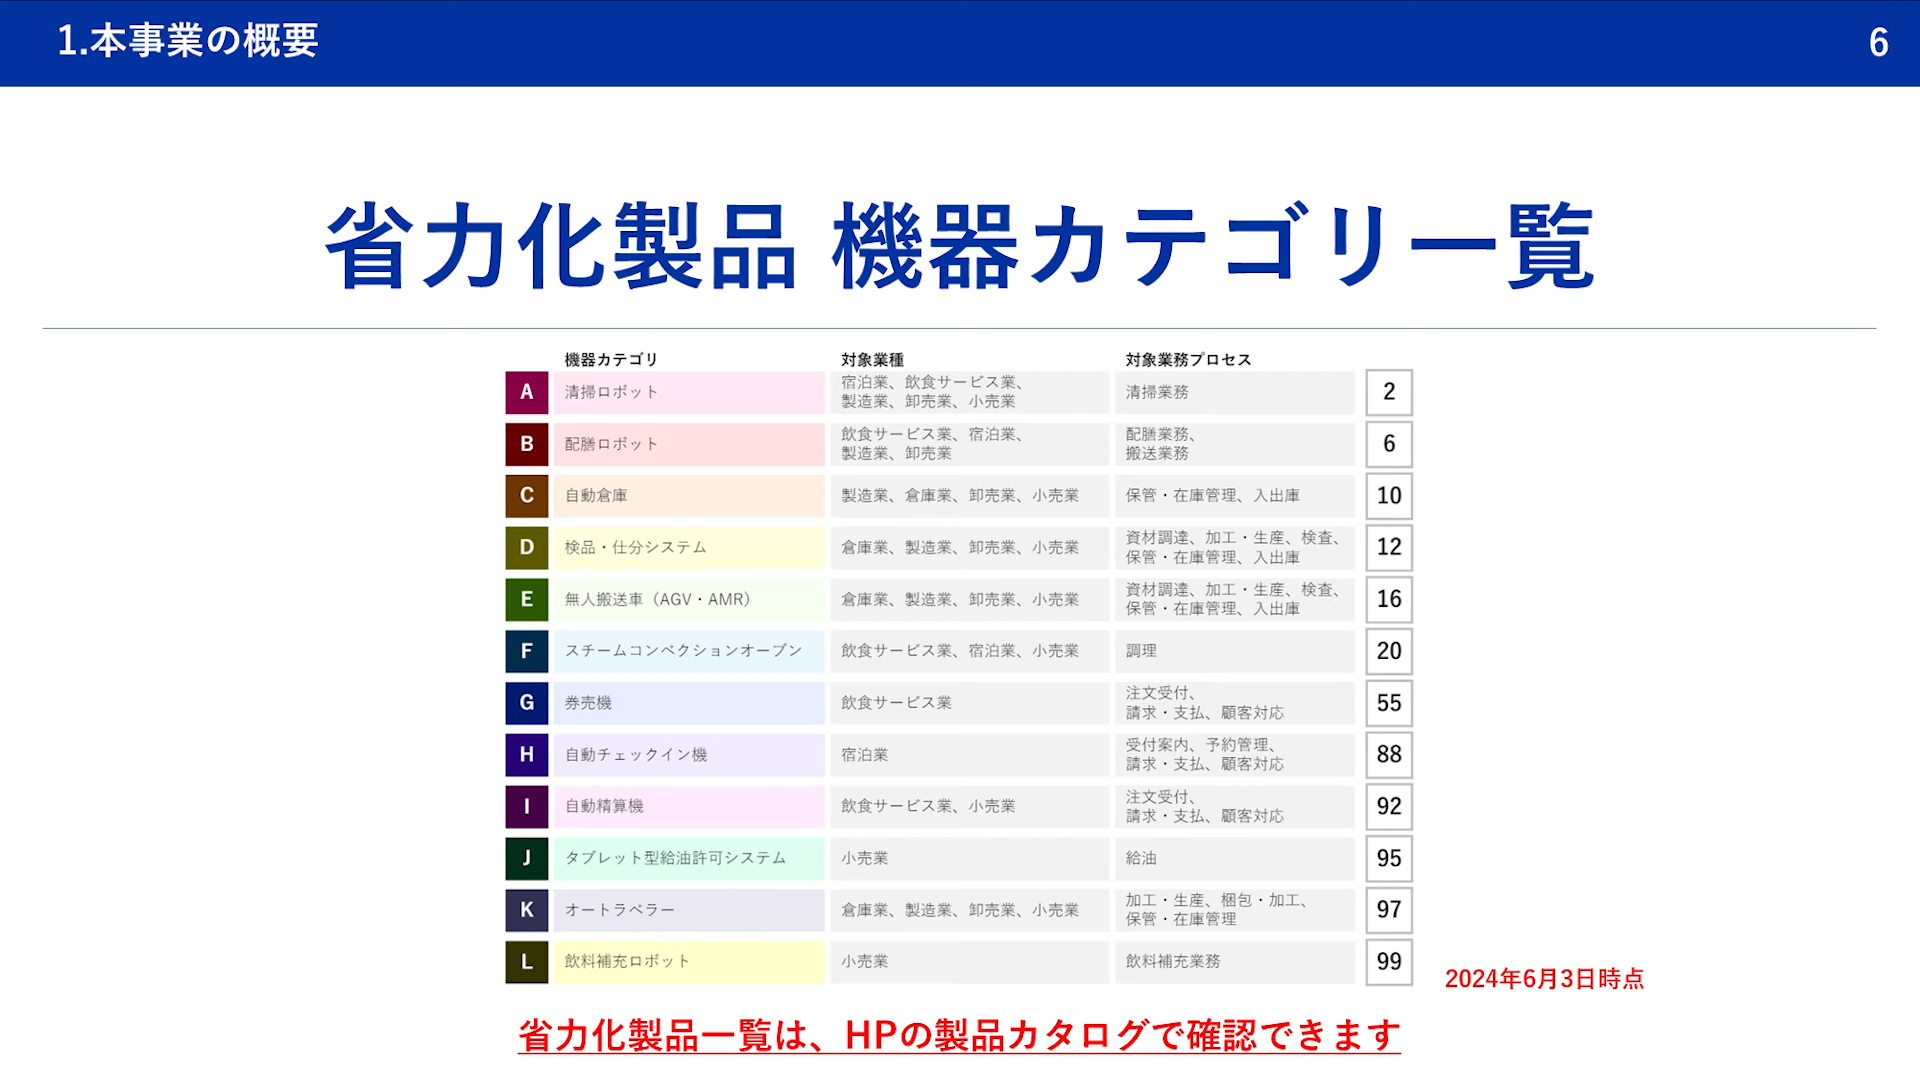 1.本事業の概要
6
省力化製品 機器カテゴリ一覧
機器カテゴリ 対象業種 対象業務プロセス
A 清掃ロボット 宿泊業、飲食サービス業、 清掃業務 2
製造業、卸売業、小売業
B 配膳ロボット 飲食サービス業、宿泊業、 配膳業務、 6
製造業、卸売業 搬送業務
C 自動倉庫 製造業、倉庫業、卸売業、小売業 保管・在庫管理、入出庫 10
D 検品・仕分システム 倉庫業、製造業、卸売業、小売業 資材調達、加工・生産、検査、 12
保管・在庫管理、入出庫
E 無人搬送車（AGV・AMR） 倉庫業、製造業、卸売業、小売業 資材調達、加工・生産、検査、 16
保管・在庫管理、入出庫
F スチームコンベクションオーブン 飲食サービス業、宿泊業、小売業 調理 20
G 券売機 飲食サービス業 注文受付、 55
請求・支払、顧客対応
H 自動チェックイン機 宿泊業 受付案内、予約管理、 88
請求・支払、顧客対応
I 自動精算機 飲食サービス業、小売業 注文受付、 92
請求・支払、顧客対応
J タブレット型給油許可システム 小売業 給油 95
K オートラベラー 倉庫業、製造業、卸売業、小売業 加工・生産、梱包・加工、 97
保管・在庫管理
L 飲料補充ロボット 小売業 飲料補充業務 99
2024年6月3日時点
省力化製品一覧は、HPの製品カタログで確認できます